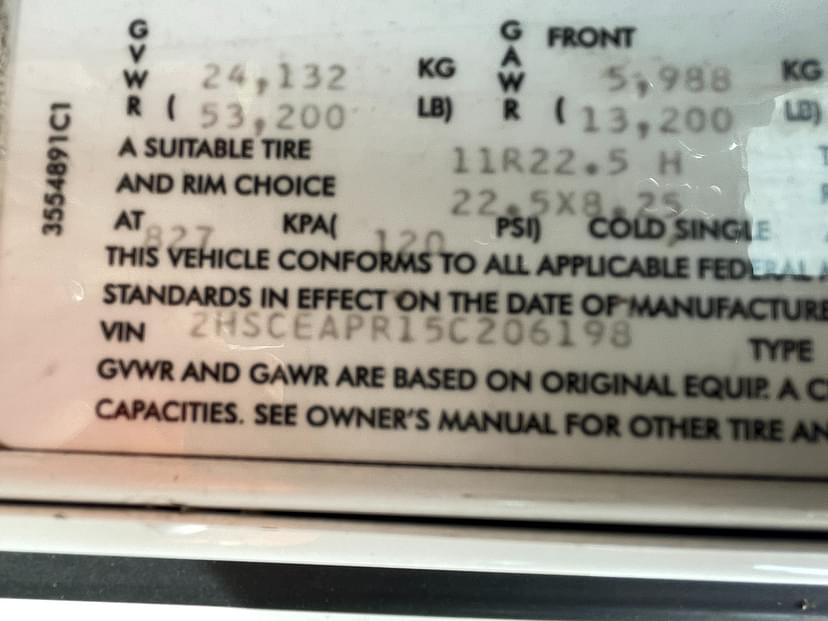 GVWR 24,132 KG GAWR FRONT 5,988 KG
( 53,200 LB) ( 13,200 LB)
3554891C1
A SUITABLE TIRE 11R22.5 H
AND RIM CHOICE 22.5X8.25
AT 827 KPA( 120 PSI) COLD SINGLE
THIS VEHICLE CONFORMS TO ALL APPLICABLE FEDERAL
STANDARDS IN EFFECT ON THE DATE OF MANUFACTURE
VIN 2HSCEAPR15C206198 TYPE
GVWR AND GAWR ARE BASED ON ORIGINAL EQUIP. A C
CAPACITIES. SEE OWNER'S MANUAL FOR OTHER TIRE AN